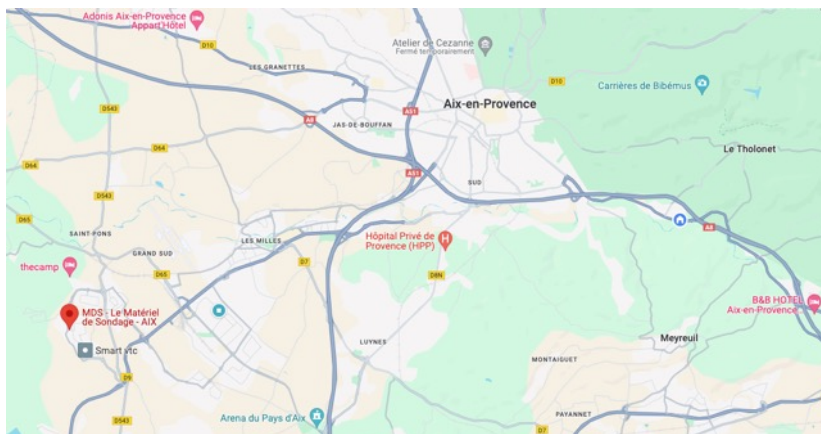 Adonis Aix-en-Provence
Appart'Hôtel
D10
LES GRANETTES
Atelier de Cezanne
Fermé temporairement
D10
Carrières de Bibémus
Aix-en-Provence
D543
A51
A8
JAS-DE-BOUFFAN
D64
D64
A51
Le Tholonet
SUD
D543
D65
SAINT-PONS
LES MILLES
Hôpital Privé de
Provence (HPP)
A8
GRAND SUD
thecamp
D65
D7
D8N
MDS - Le Matériel
de Sondage - AIX
B&B HOTEL
Aix-en-Provence
Smart vtc
LUYNES
Meyreuil
MONTAIGUET
D9
D543
Arena du Pays d'Aix
PAYANNET
D7